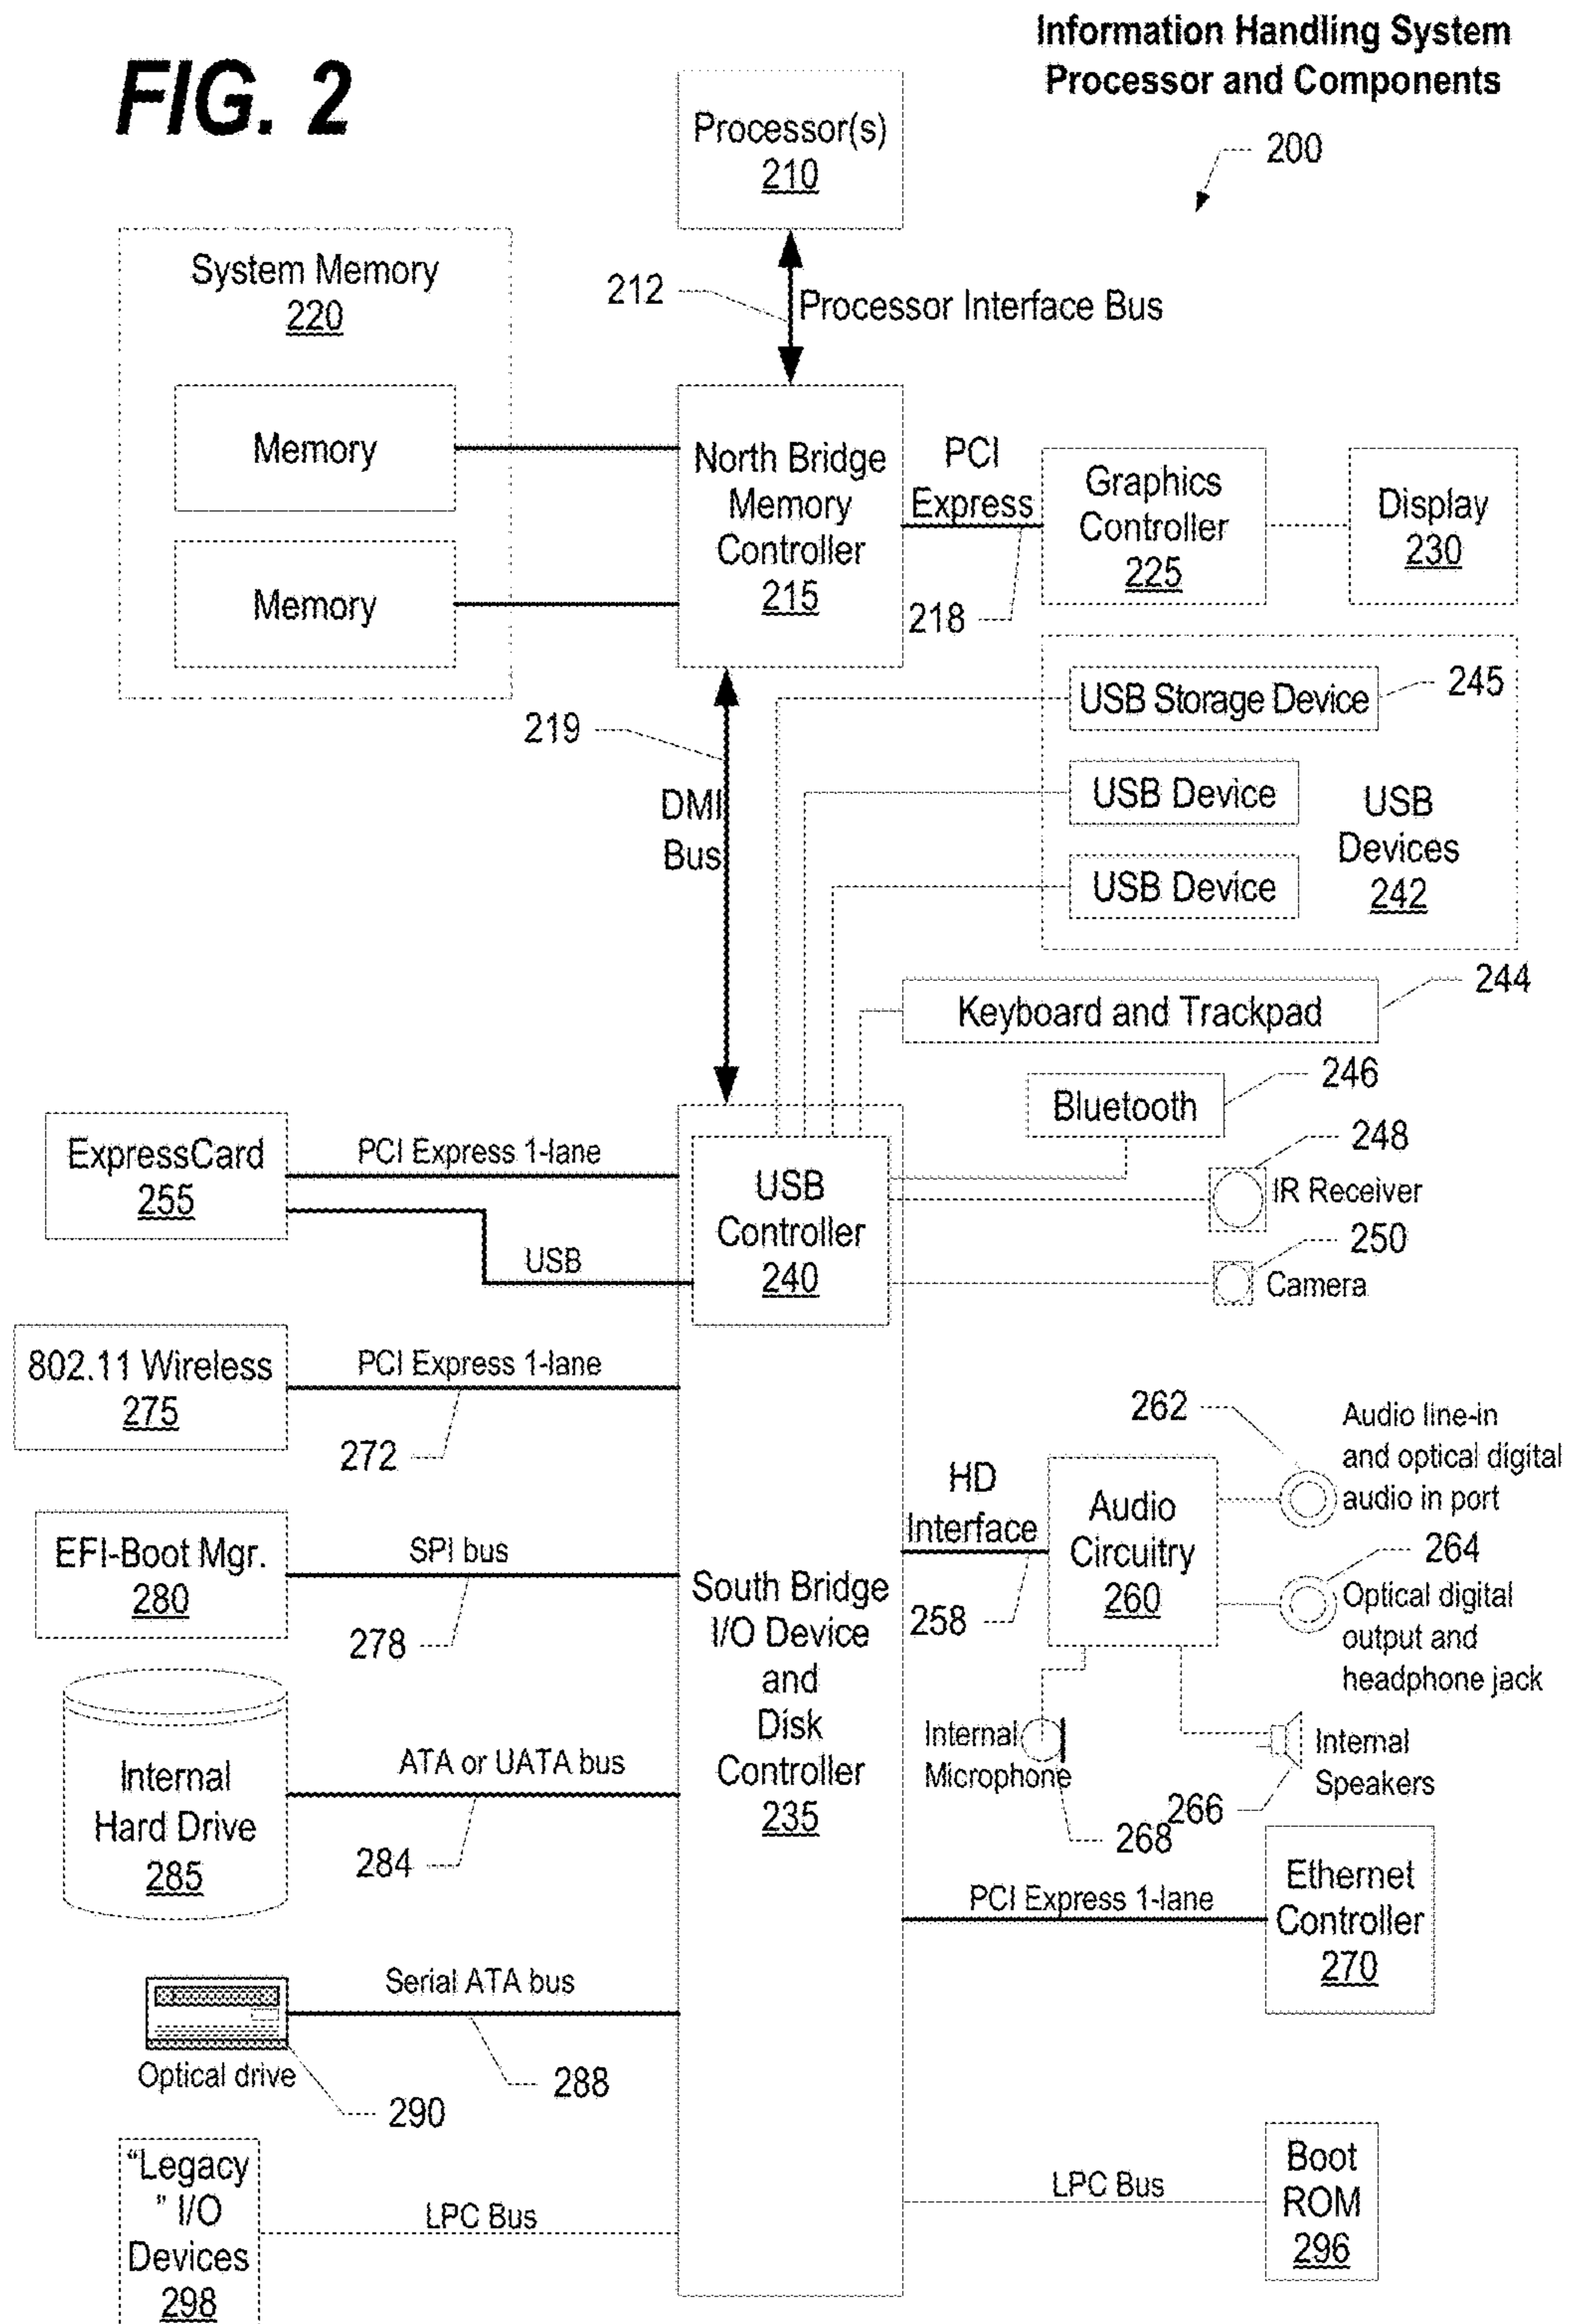 Information Handling System
Processor and Components
FIG. 2
200
Processor(s)
210
212
Processor Interface Bus
System Memory
220
Memory
Memory
North Bridge
Memory
Controller
215
PCI
Express
218
Graphics
Controller
225
Display
230
219
DMI
Bus
USB Storage Device
245
USB Device
USB Device
USB
Devices
242
Keyboard and Trackpad
244
Bluetooth
246
248
IR Receiver
250
Camera
ExpressCard
255
PCI Express 1-lane
USB
USB
Controller
240
802.11 Wireless
275
PCI Express 1-lane
272
EFI-Boot Mgr.
280
SPI bus
278
South Bridge
I/O Device
and
Disk
Controller
235
HD
Interface
258
Audio
Circuitry
260
262
Audio line-in
and optical digital
audio in port
264
Optical digital
output and
headphone jack
Internal
Microphone
268
Internal
Speakers
266
Internal
Hard Drive
285
ATA or UATA bus
284
PCI Express 1-lane
Ethernet
Controller
270
Serial ATA bus
288
Optical drive
290
“Legacy
” I/O
Devices
298
LPC Bus
LPC Bus
Boot
ROM
296